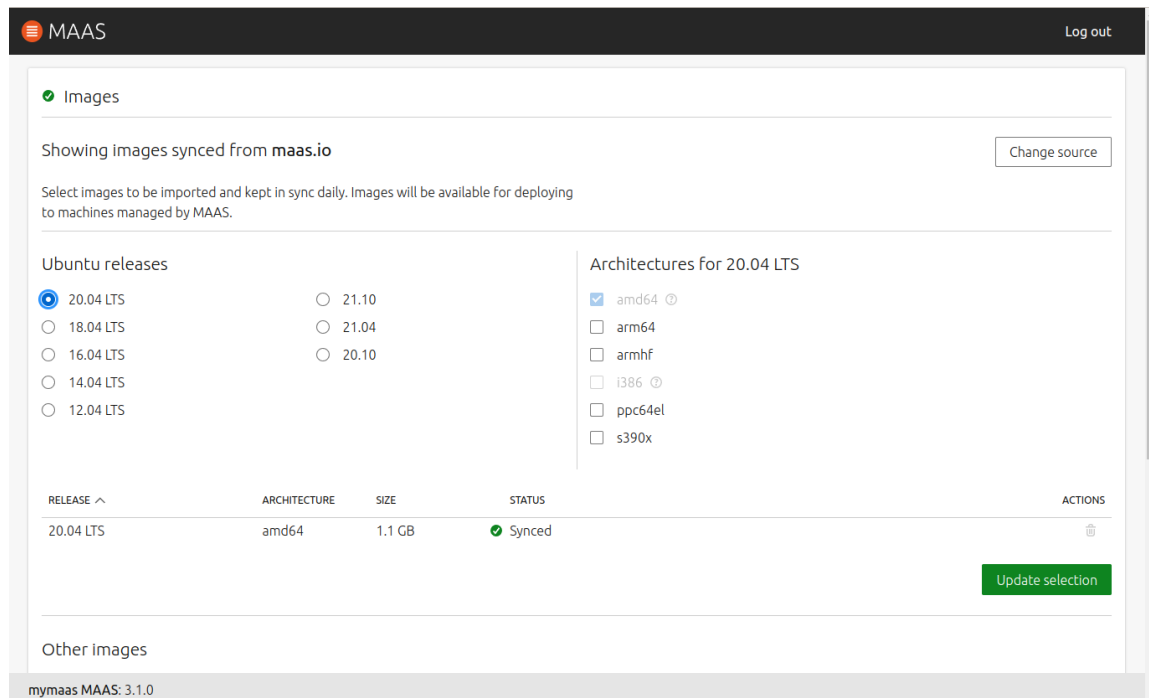 MAAS
Log out
Images
Showing images synced from maas.io
Change source
Select images to be imported and kept in sync daily. Images will be available for deploying
to machines managed by MAAS.
Ubuntu releases
20.04 LTS
18.04 LTS
16.04 LTS
14.04 LTS
12.04 LTS
21.10
21.04
20.10
Architectures for 20.04 LTS
amd64
arm64
armhf
i386
ppc64el
s390x
RELEASE ARCHITECTURE SIZE STATUS ACTIONS
20.04 LTS amd64 1.1 GB Synced
Update selection
Other images
mymaas MAAS: 3.1.0